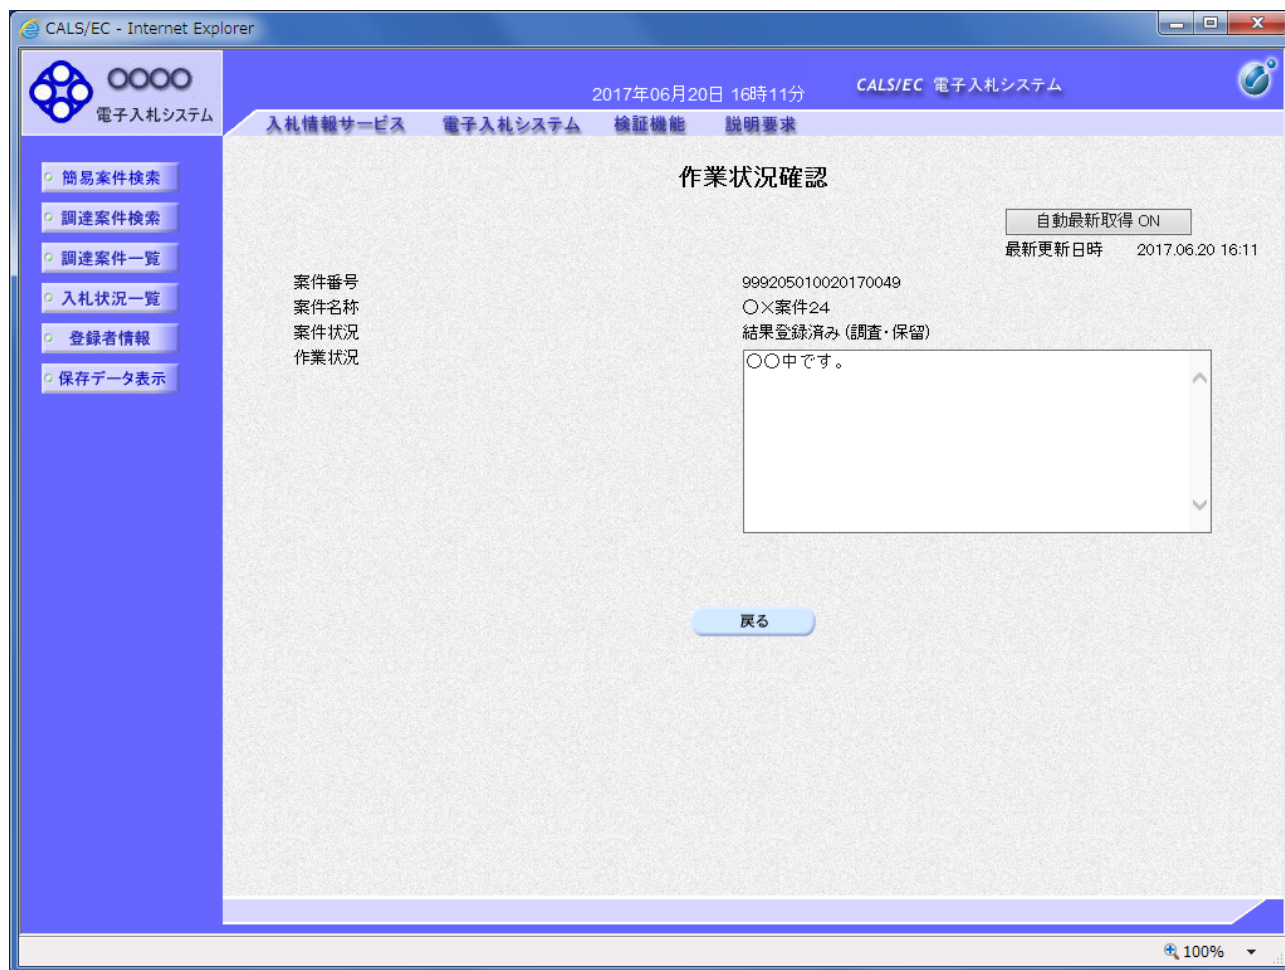 CALS/EC - Internet Explorer
〇〇〇〇
電子入札システム
2017年06月20日 16時11分
CALS/EC 電子入札システム
入札情報サービス 電子入札システム 検証機能 説明要求
簡易案件検索
調達案件検索
調達案件一覧
入札状況一覧
登録者情報
保存データ表示
作業状況確認
自動最新取得 ON
最新更新日時 2017.06.20 16:11
案件番号 999205010020170049
案件名称 〇×案件24
案件状況 結果登録済み (調査・保留)
作業状況 〇〇中です。
戻る
100%